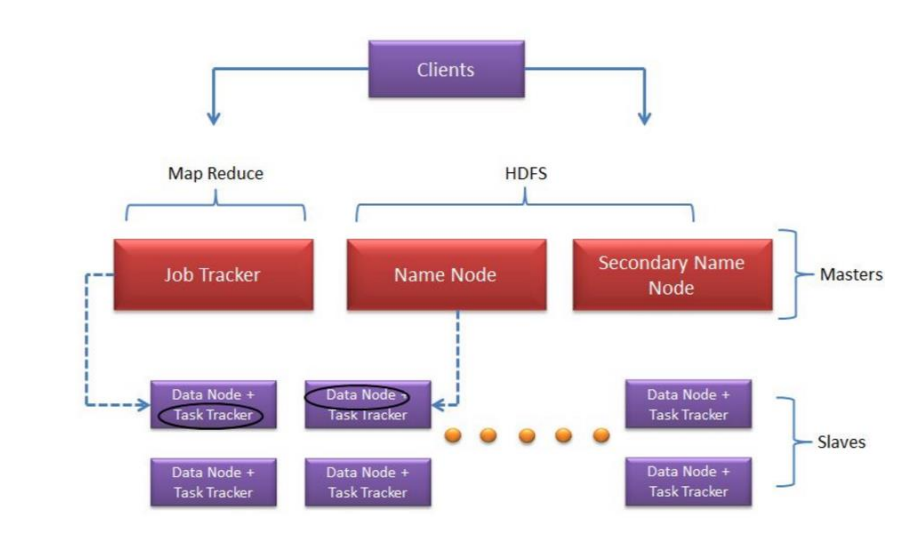 Clients
Map Reduce
HDFS
Job Tracker
Name Node
Secondary Name
Node
Masters
Data Node +
Task Tracker
Data Node +
Task Tracker
Data Node +
Task Tracker
Slaves
Data Node +
Task Tracker
Data Node +
Task Tracker
Data Node +
Task Tracker